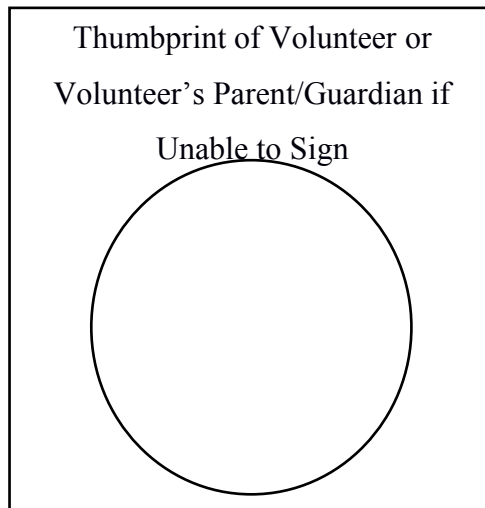 Thumbprint of Volunteer or
Volunteer’s Parent/Guardian if
Unable to Sign